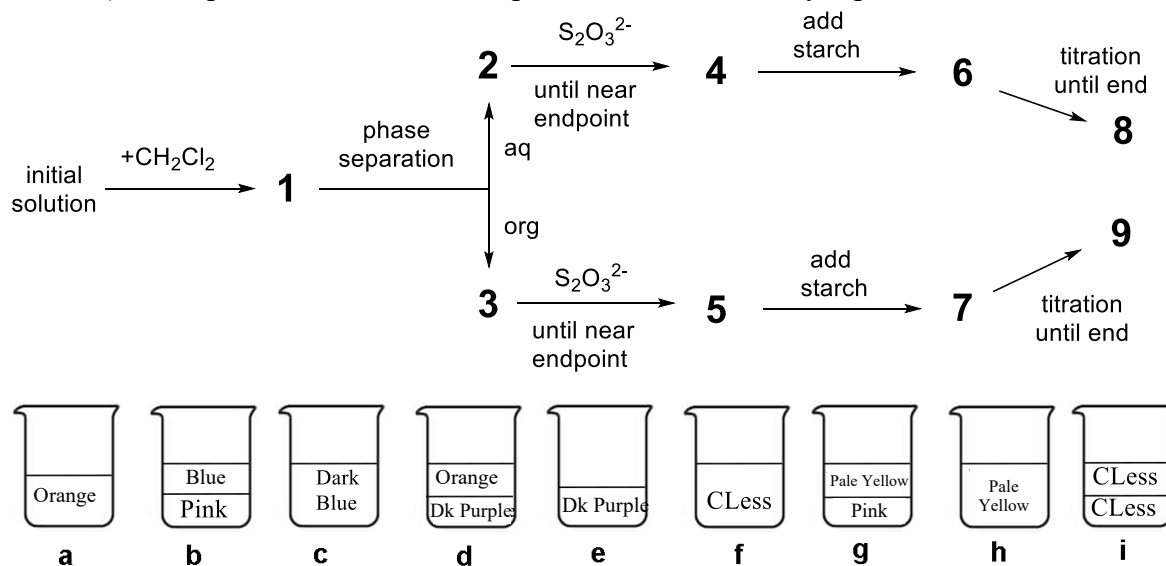 S₂O₃²⁻
until near
endpoint
2
4
add
starch
6
titration
until end
8
initial
solution
+CH₂Cl₂
1
phase
separation
aq
org
3
S₂O₃²⁻
until near
endpoint
5
add
starch
7
titration
until end
9
Orange
a
Blue
Pink
b
Dark
Blue
c
Orange
Dk Purple
d
Dk Purple
e
CLess
f
Pale Yellow
Pink
g
Pale
Yellow
h
CLess
CLess
i